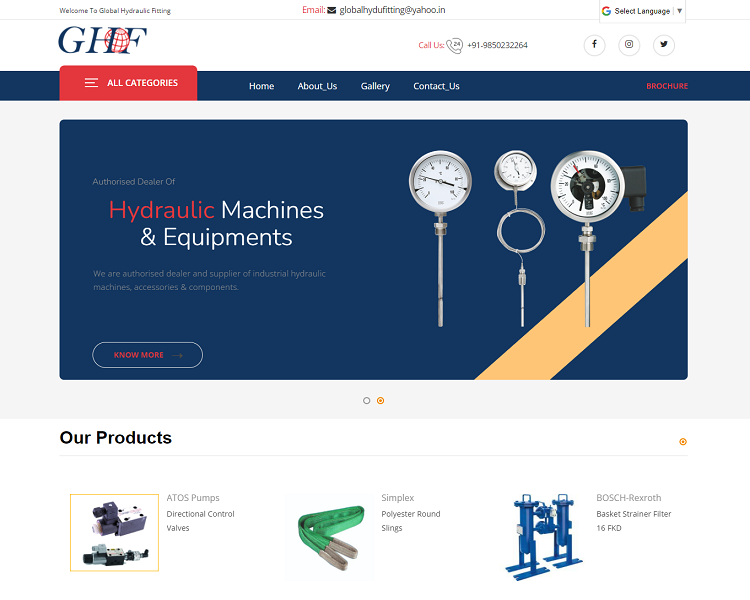 Welcome To Global Hydraulic Fitting
Email: globalhydufitting@yahoo.in
Select Language ▼
GHF
Call Us: 24 +91-9850232264
ALL CATEGORIES
Home About_Us Gallery Contact_Us
BROCHURE
Authorised Dealer Of
Hydraulic Machines
& Equipments
We are authorised dealer and supplier of industrial hydraulic
machines, accessories & components.
KNOW MORE
Our Products
ATOS Pumps
Directional Control
Valves
Simplex
Polyester Round
Slings
BOSCH-Rexroth
Basket Strainer Filter
16 FKD